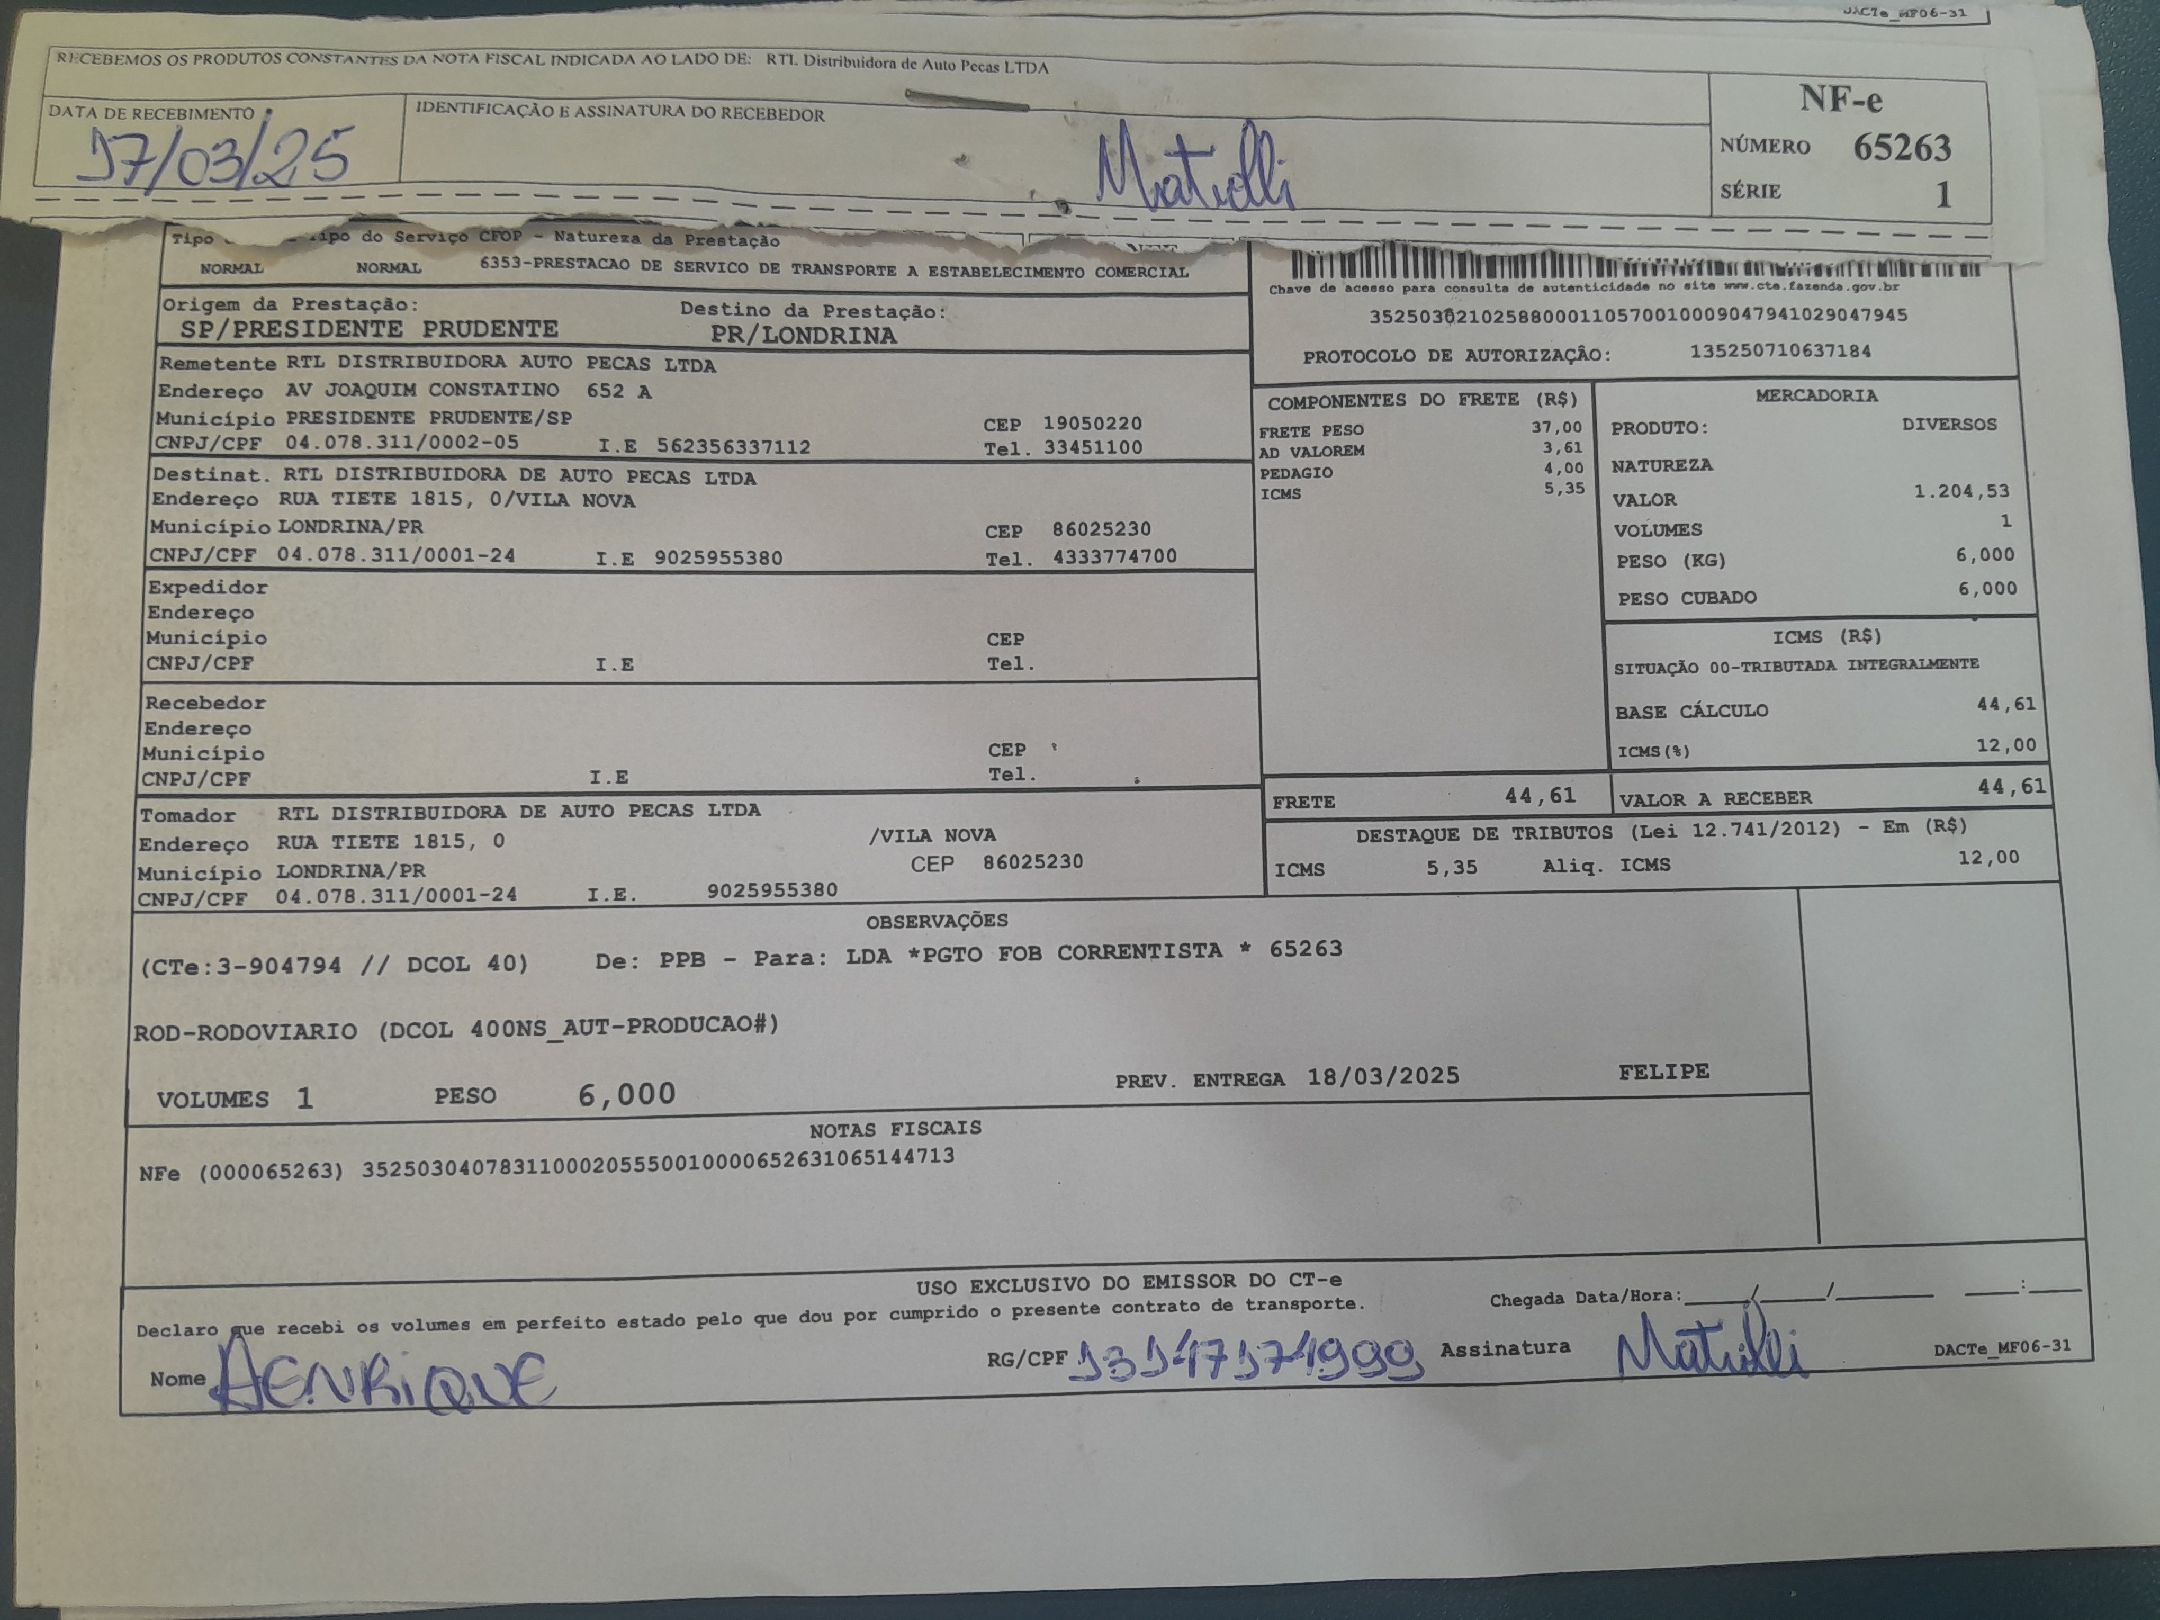 DACTe_MF06-31
RECEBEMOS OS PRODUTOS CONSTANTES DA NOTA FISCAL INDICADA AO LADO DE: RTL Distribuidora de Auto Pecas LTDA
NF-e
DATA DE RECEBIMENTO
IDENTIFICAÇÃO E ASSINATURA DO RECEBEDOR
17/03/25
Matiolli
NÚMERO 65263
SÉRIE 1
Tipo do Serviço CFOP - Natureza da Prestação
NORMAL NORMAL 6353-PRESTACAO DE SERVICO DE TRANSPORTE A ESTABELECIMENTO COMERCIAL
Chave de acesso para consulta de autenticidade no site www.cte.fazenda.gov.br
35250302102588000110570010009047941029047945
PROTOCOLO DE AUTORIZAÇÃO: 135250710637184
Origem da Prestação: Destino da Prestação:
SP/PRESIDENTE PRUDENTE PR/LONDRINA
Remetente RTL DISTRIBUIDORA AUTO PECAS LTDA
Endereço AV JOAQUIM CONSTATINO 652 A
Município PRESIDENTE PRUDENTE/SP CEP 19050220
CNPJ/CPF 04.078.311/0002-05 I.E 562356337112 Tel. 33451100
Destinat. RTL DISTRIBUIDORA DE AUTO PECAS LTDA
Endereço RUA TIETE 1815, 0/VILA NOVA
Município LONDRINA/PR CEP 86025230
CNPJ/CPF 04.078.311/0001-24 I.E 9025955380 Tel. 4333774700
Expedidor
Endereço
Município CEP
CNPJ/CPF I.E Tel.
Recebedor
Endereço
Município CEP
CNPJ/CPF I.E Tel.
Tomador RTL DISTRIBUIDORA DE AUTO PECAS LTDA
Endereço RUA TIETE 1815, 0 /VILA NOVA
Município LONDRINA/PR CEP 86025230
CNPJ/CPF 04.078.311/0001-24 I.E. 9025955380
COMPONENTES DO FRETE (R$)
FRETE PESO 37,00
AD VALOREM 3,61
PEDAGIO 4,00
ICMS 5,35
MERCADORIA
PRODUTO: DIVERSOS
NATUREZA
VALOR 1.204,53
VOLUMES 1
PESO (KG) 6,000
PESO CUBADO 6,000
ICMS (R$)
SITUAÇÃO 00-TRIBUTADA INTEGRALMENTE
BASE CÁLCULO 44,61
ICMS(%) 12,00
FRETE 44,61 VALOR A RECEBER 44,61
DESTAQUE DE TRIBUTOS (Lei 12.741/2012) - Em (R$)
ICMS 5,35 Aliq. ICMS 12,00
OBSERVAÇÕES
(CTe:3-904794 // DCOL 40) De: PPB - Para: LDA *PGTO FOB CORRENTISTA * 65263
ROD-RODOVIARIO (DCOL 400NS_AUT-PRODUCAO#)
VOLUMES 1 PESO 6,000 PREV. ENTREGA 18/03/2025 FELIPE
NOTAS FISCAIS
NFe (000065263) 35250304078311000205550010000652631065144713
USO EXCLUSIVO DO EMISSOR DO CT-e
Declaro que recebi os volumes em perfeito estado pelo que dou por cumprido o presente contrato de transporte. Chegada Data/Hora:____/____/______ ___:___
Nome HENRIQUE RG/CPF 13147174999 Assinatura Matiolli DACTe_MF06-31